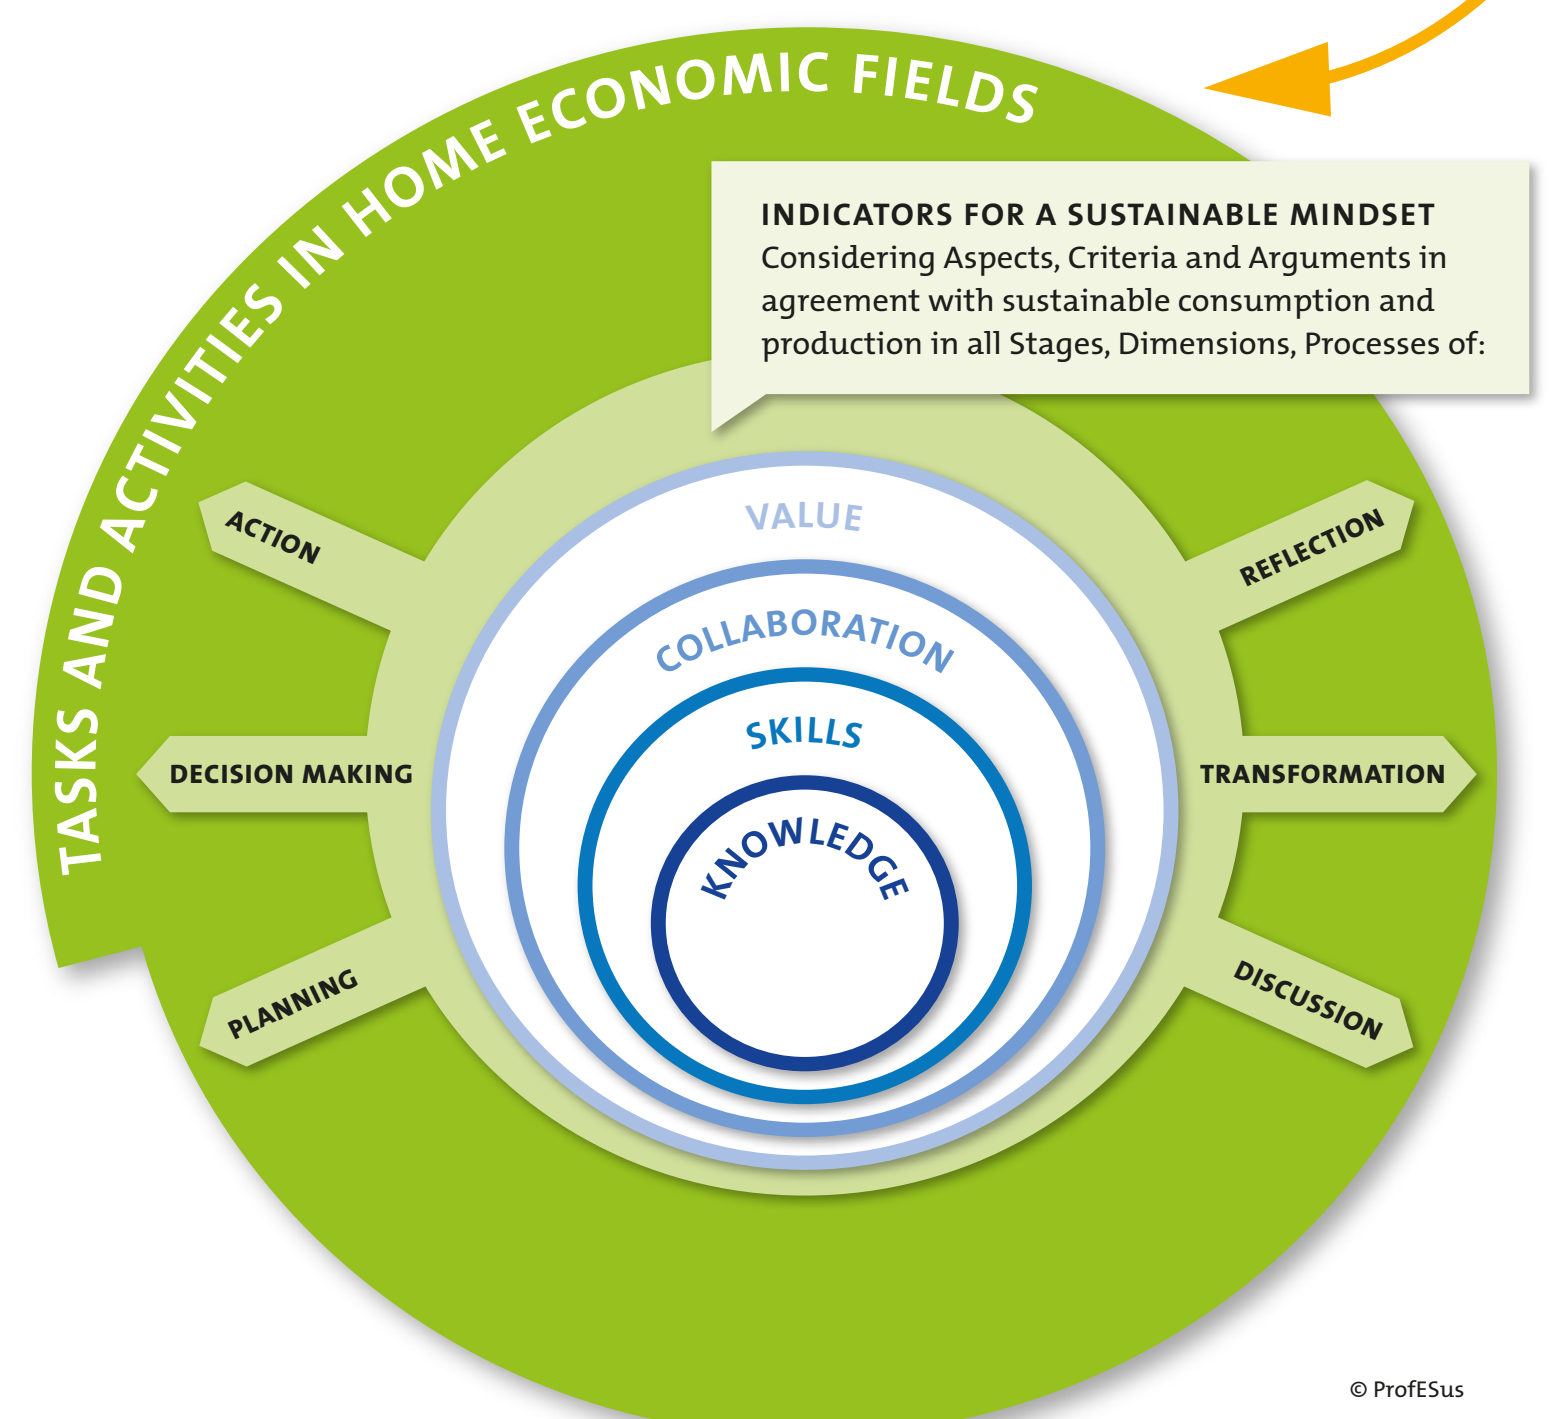 TASKS AND ACTIVITIES IN HOME ECONOMIC FIELDS
INDICATORS FOR A SUSTAINABLE MINDSET
Considering Aspects, Criteria and Arguments in
agreement with sustainable consumption and
production in all Stages, Dimensions, Processes of:
ACTION
DECISION MAKING
PLANNING
VALUE
COLLABORATION
SKILLS
KNOWLEDGE
REFLECTION
TRANSFORMATION
DISCUSSION
© ProfESus